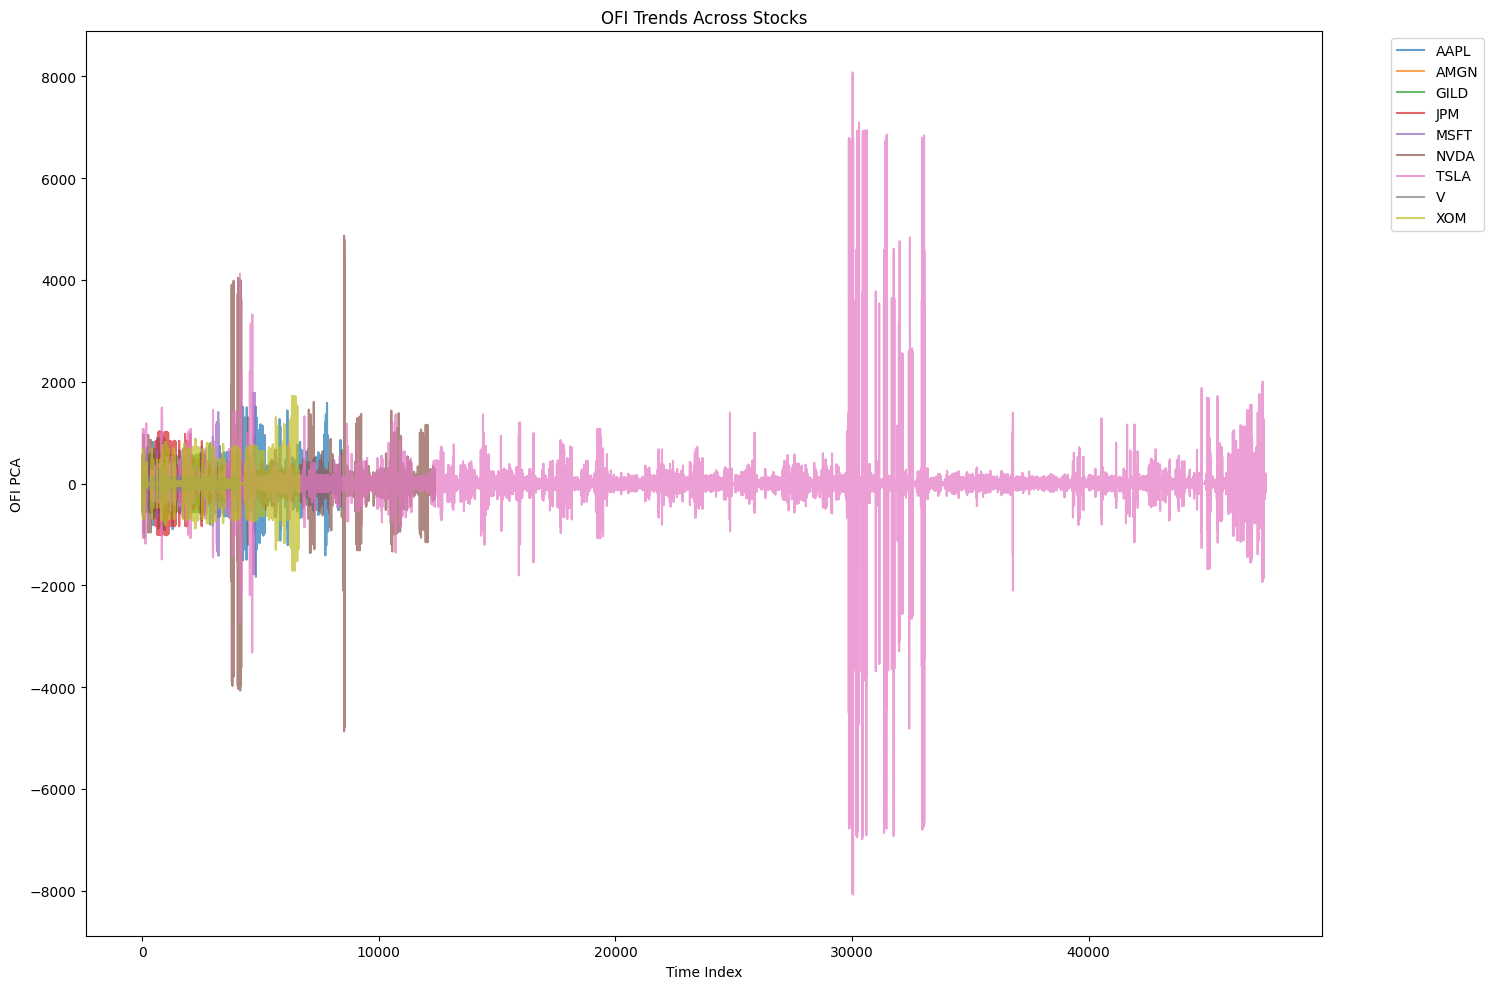 OFI Trends Across Stocks
AAPL
AMGN
GILD
JPM
MSFT
NVDA
TSLA
V
XOM
8000
6000
4000
2000
0
−2000
−4000
−6000
−8000
OFI PCA
0 10000 20000 30000 40000
Time Index